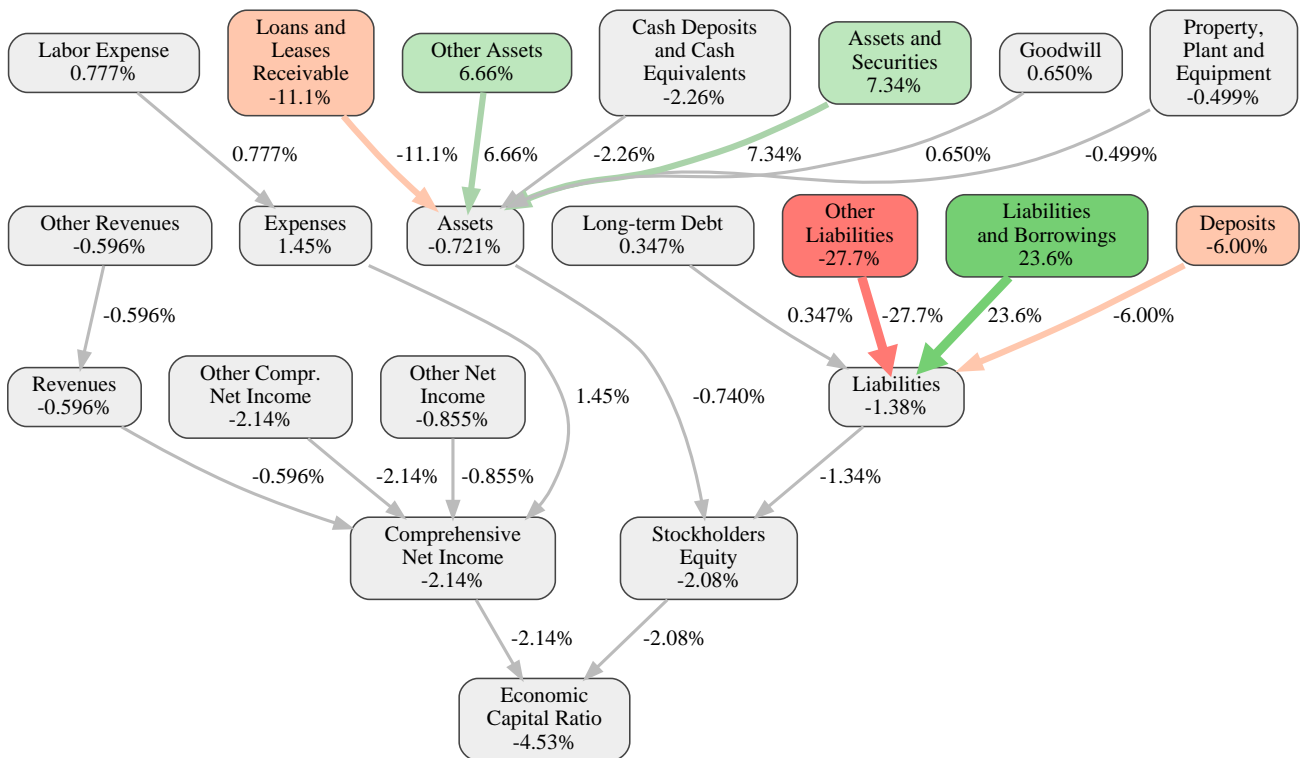 Labor Expense
0.777%
Loans and
Leases
Receivable
-11.1%
Other Assets
6.66%
Cash Deposits
and Cash
Equivalents
-2.26%
Assets and
Securities
7.34%
Goodwill
0.650%
Property,
Plant and
Equipment
-0.499%
0.777%
-11.1%
6.66%
-2.26%
7.34%
0.650%
-0.499%
Other Revenues
-0.596%
Expenses
1.45%
Assets
-0.721%
Long-term Debt
0.347%
Other
Liabilities
-27.7%
Liabilities
and Borrowings
23.6%
Deposits
-6.00%
-0.596%
0.347%
-27.7%
23.6%
-6.00%
Revenues
-0.596%
Other Compr.
Net Income
-2.14%
Other Net
Income
-0.855%
1.45%
-0.740%
Liabilities
-1.38%
-0.596%
-2.14%
-0.855%
-1.34%
Comprehensive
Net Income
-2.14%
Stockholders
Equity
-2.08%
-2.14%
-2.08%
Economic
Capital Ratio
-4.53%